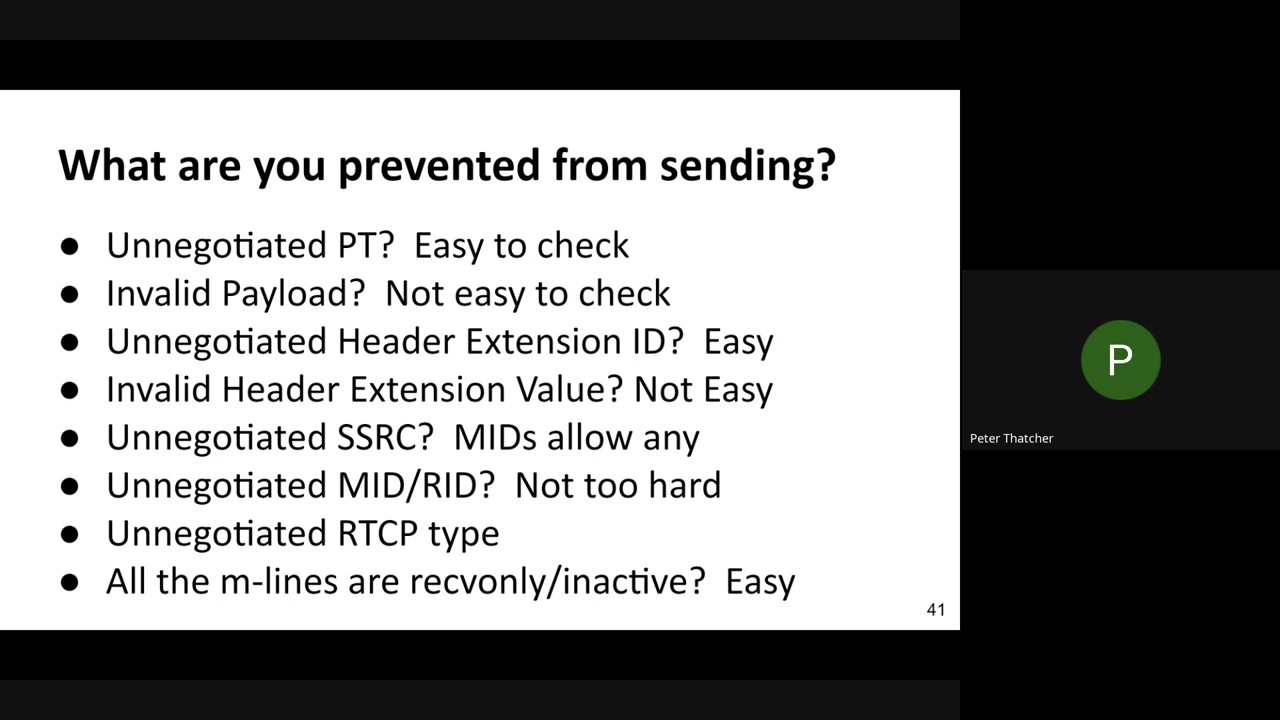 What are you prevented from sending?
● Unnegotiated PT?  Easy to check
● Invalid Payload?  Not easy to check
● Unnegotiated Header Extension ID?  Easy
● Invalid Header Extension Value? Not Easy
● Unnegotiated SSRC?  MIDs allow any
● Unnegotiated MID/RID?  Not too hard
● Unnegotiated RTCP type
● All the m-lines are recvonly/inactive?  Easy
41
P
Peter Thatcher